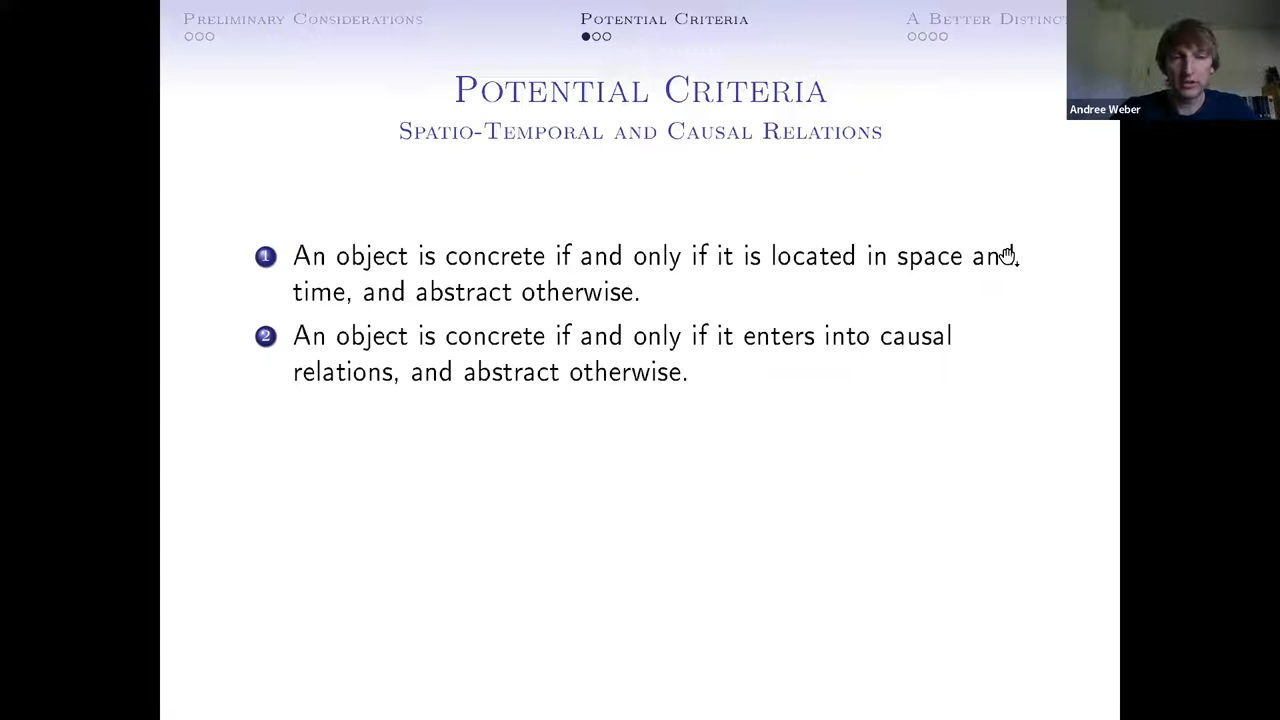 Preliminary Considerations
Potential Criteria
A Better Distinct
Potential Criteria
Spatio-Temporal and Causal Relations
Andree Weber
1 An object is concrete if and only if it is located in space and
time, and abstract otherwise.
2 An object is concrete if and only if it enters into causal
relations, and abstract otherwise.